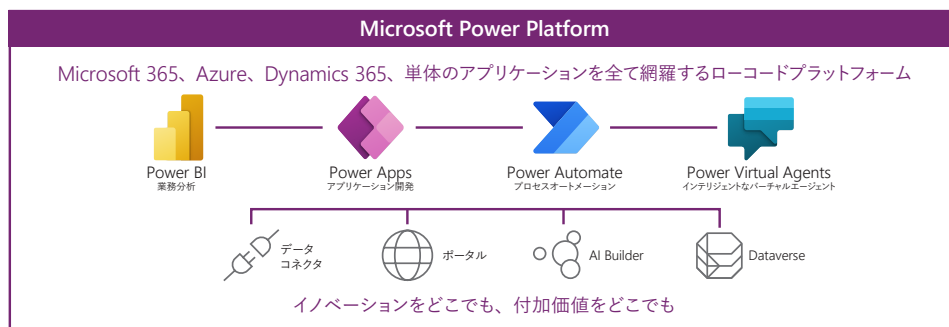 Microsoft Power Platform
Microsoft 365、Azure、Dynamics 365、単体のアプリケーションを全て網羅するローコードプラットフォーム
Power BI
業務分析
Power Apps
アプリケーション開発
Power Automate
プロセスオートメーション
Power Virtual Agents
インテリジェントなバーチャルエージェント
データ
コネクタ
ポータル
AI Builder
Dataverse
イノベーションをどこでも、付加価値をどこでも